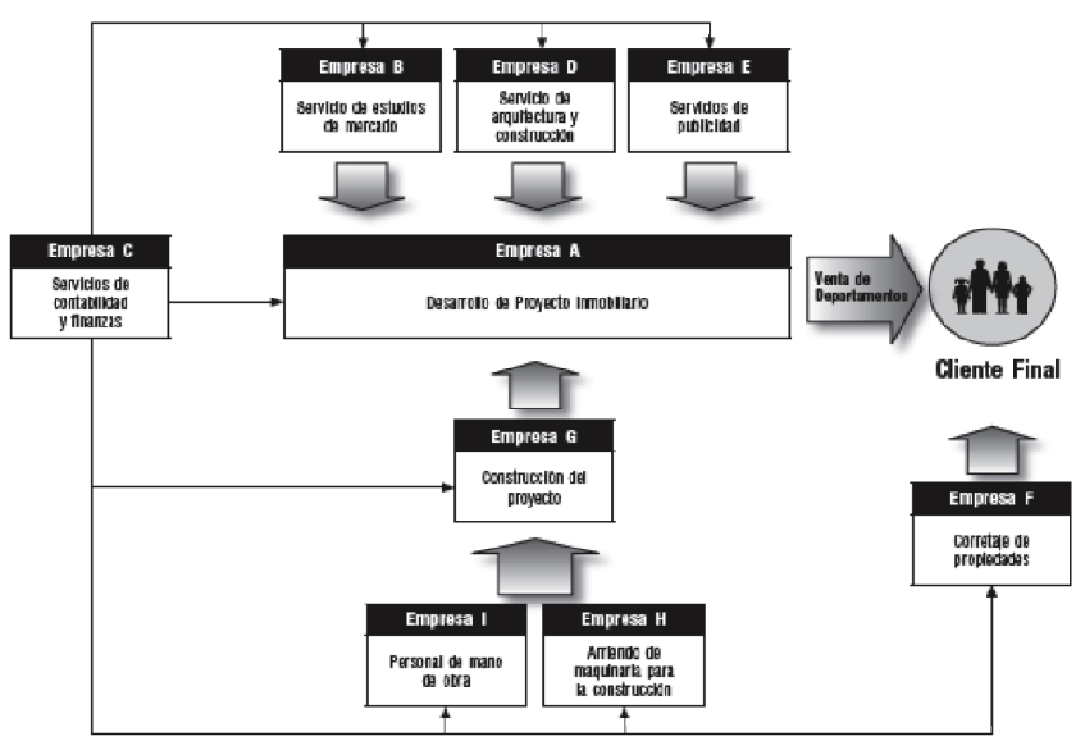 Empresa B
Servicio de estudios
de mercado
Empresa D
Servicio de
arquitectura y
construcción
Empresa E
Servicios de
publicidad
Empresa C
Servicios de
contabilidad
y finanzas
Empresa A
Desarrollo de Proyecto Inmobiliario
Venta de
Departamentos
Cliente Final
Empresa G
Construcción del
proyecto
Empresa F
Corretaje de
propiedades
Empresa I
Personal de mano
de obra
Empresa H
Arriendo de
maquinaria para
la construcción